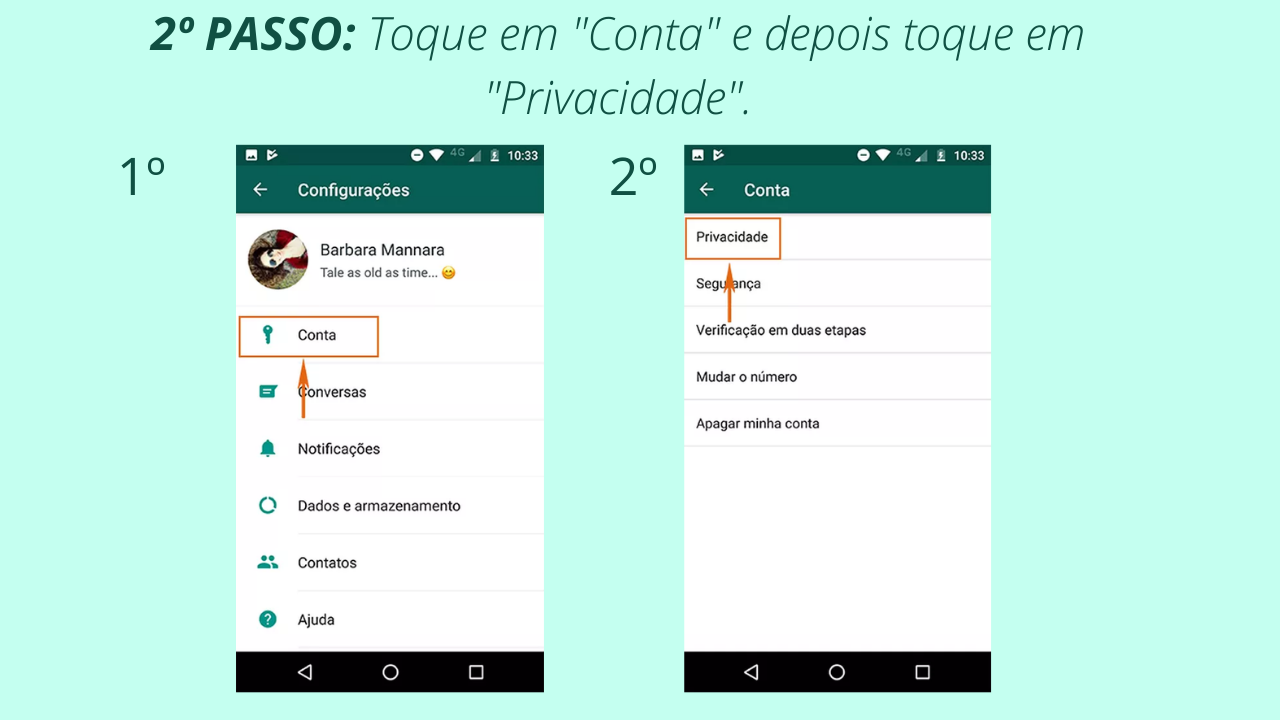 2º PASSO: Toque em "Conta" e depois toque em
"Privacidade".
1º
4G 10:33
Configurações
Barbara Mannara
Tale as old as time... 😊
Conta
Conversas
Notificações
Dados e armazenamento
Contatos
Ajuda
2º
4G 10:33
Conta
Privacidade
Segurança
Verificação em duas etapas
Mudar o número
Apagar minha conta